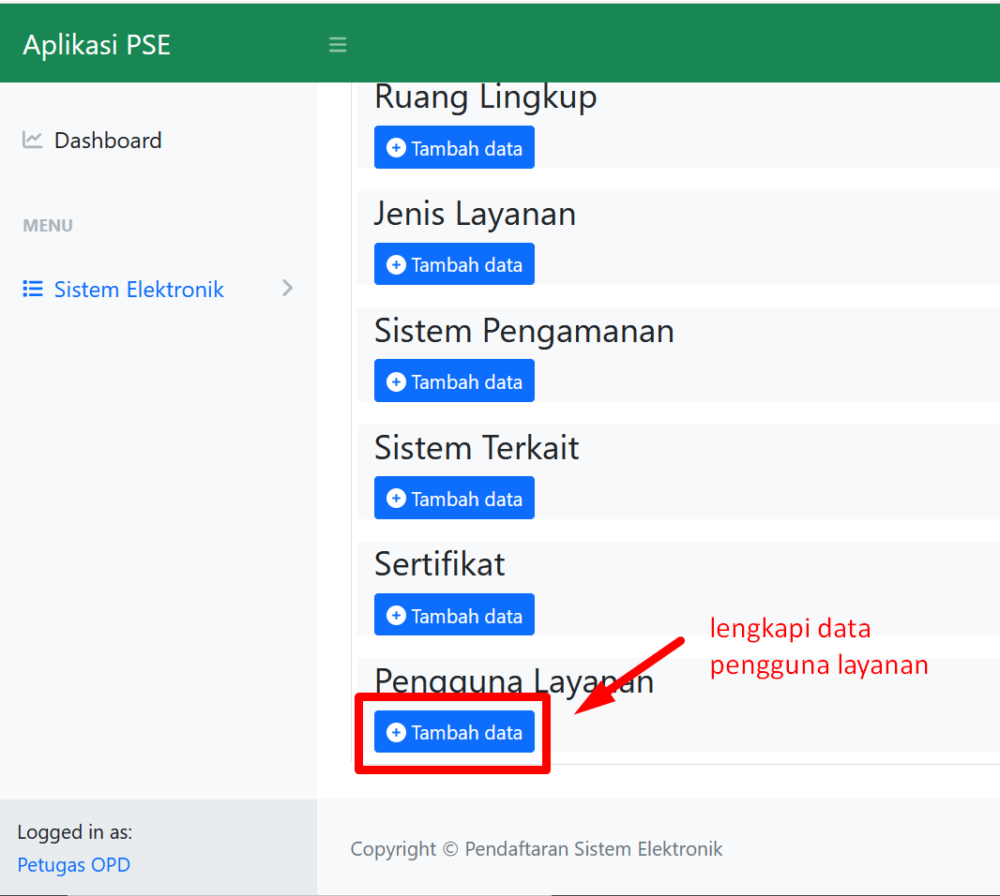 Aplikasi PSE
Dashboard
MENU
Sistem Elektronik
Ruang Lingkup
Tambah data
Jenis Layanan
Tambah data
Sistem Pengamanan
Tambah data
Sistem Terkait
Tambah data
Sertifikat
Tambah data
Pengguna Layanan
Tambah data
lengkapi data
pengguna layanan
Logged in as:
Petugas OPD
Copyright © Pendaftaran Sistem Elektronik